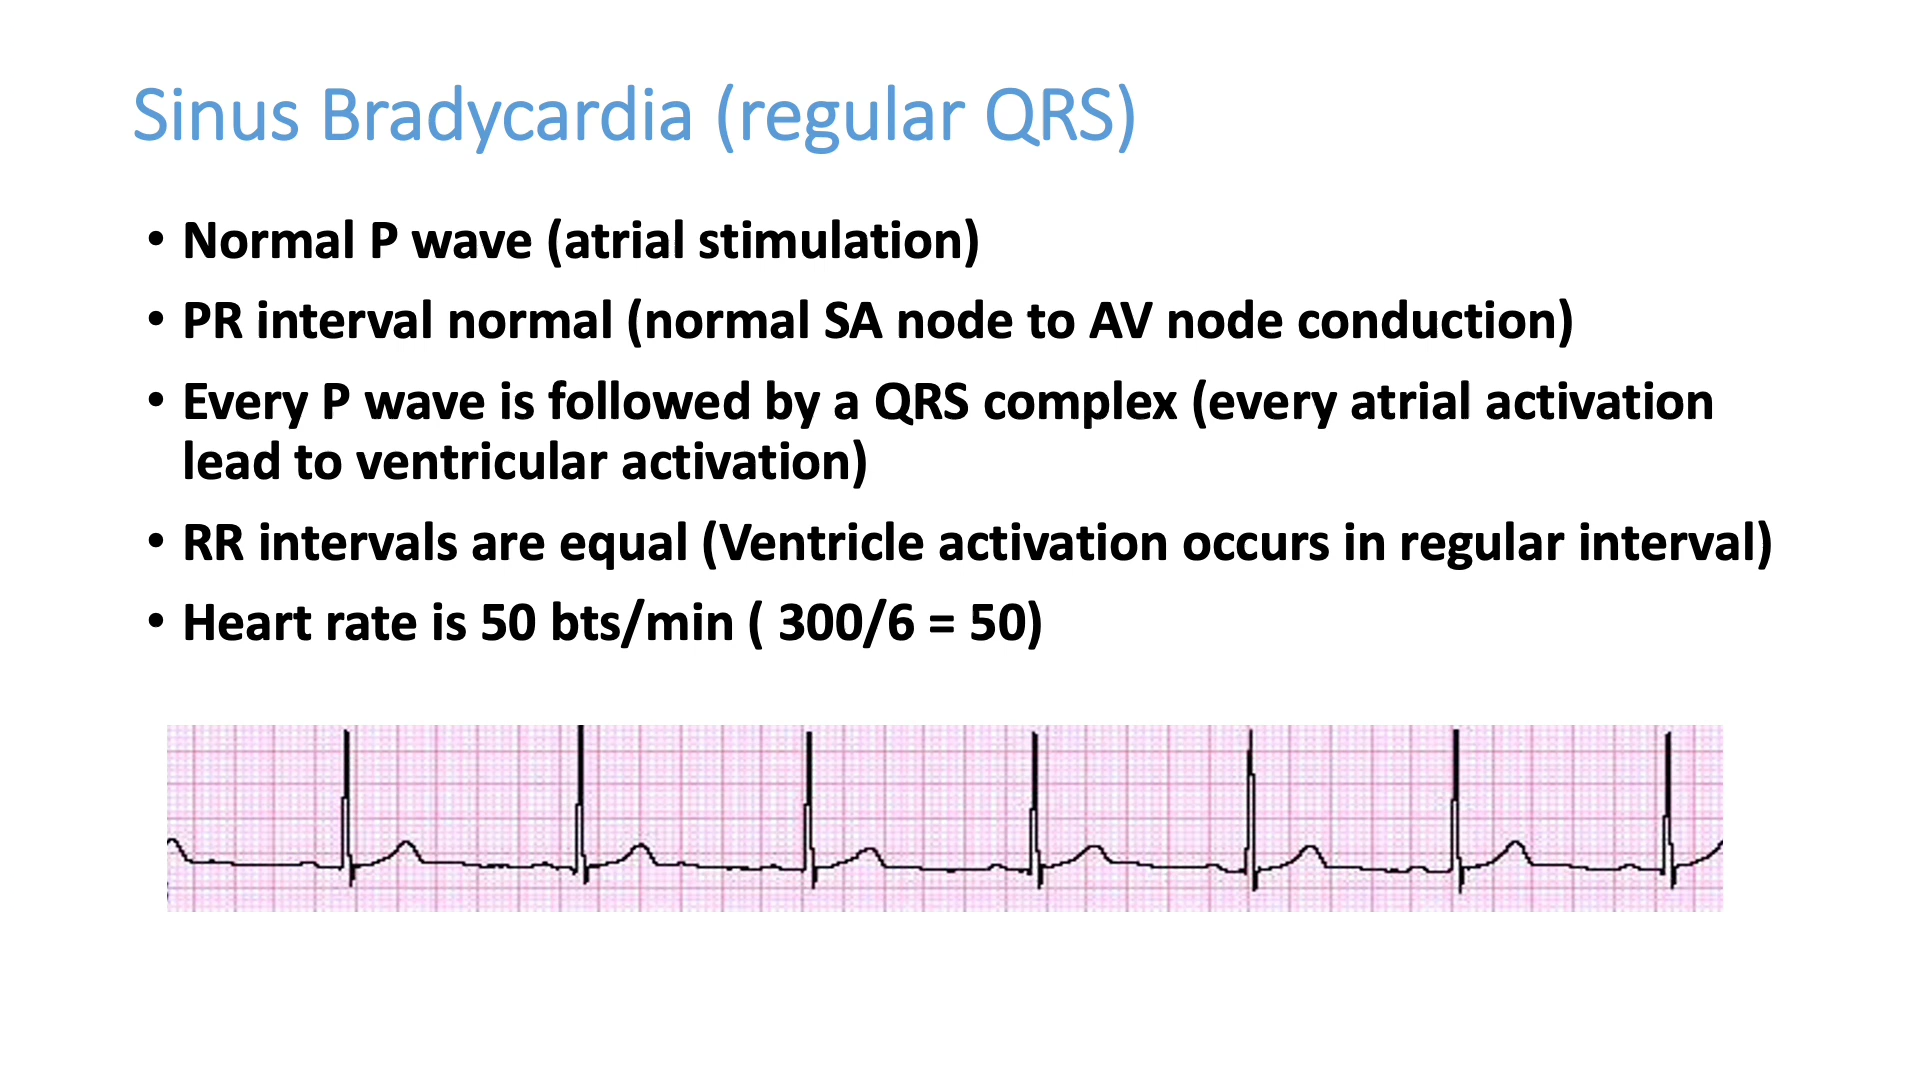 Sinus Bradycardia (regular QRS)
• Normal P wave (atrial stimulation)
• PR interval normal (normal SA node to AV node conduction)
• Every P wave is followed by a QRS complex (every atrial activation
lead to ventricular activation)
• RR intervals are equal (Ventricle activation occurs in regular interval)
• Heart rate is 50 bts/min ( 300/6 = 50)